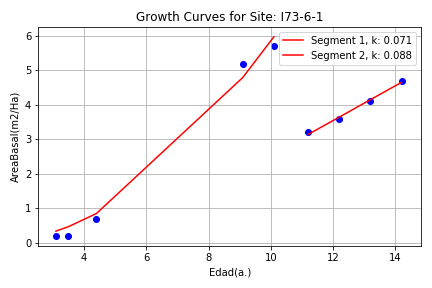 Growth Curves for Site: I73-6-1
Segment 1, k: 0.071
Segment 2, k: 0.088
AreaBasal(m2/Ha)
6
5
4
3
2
1
0
4
6
8
10
12
14
Edad(a.)